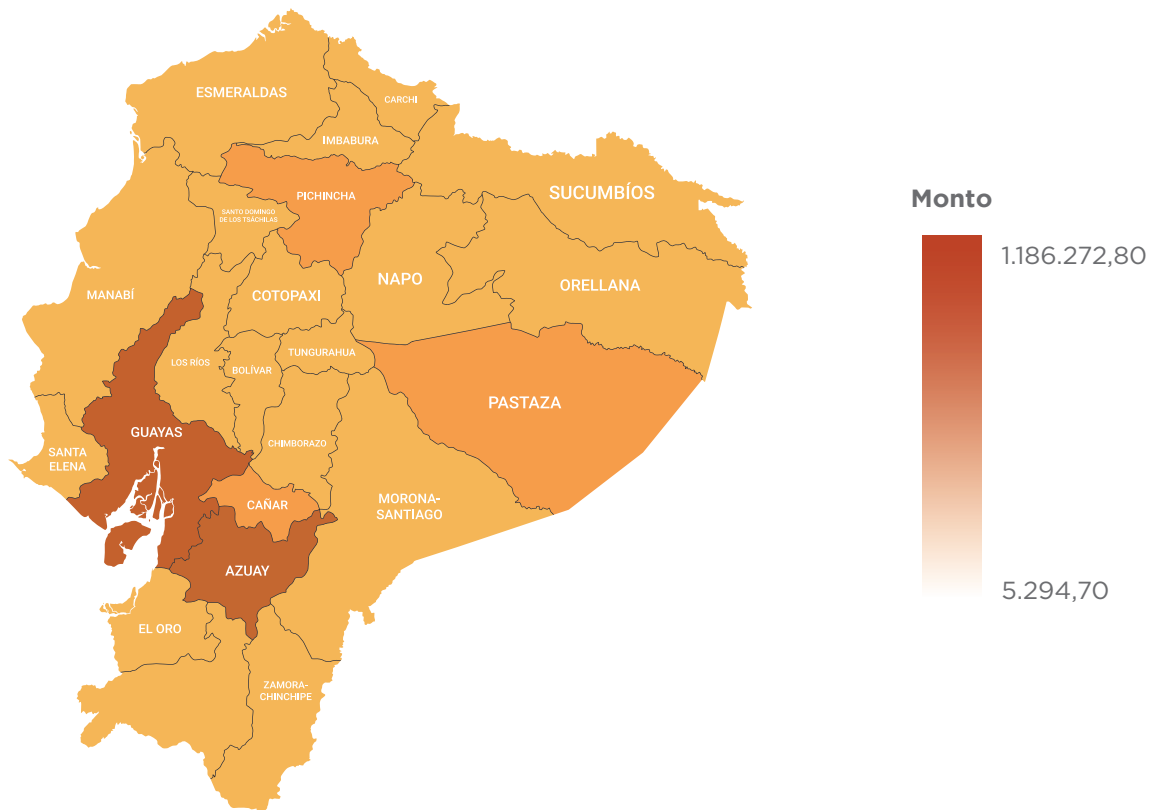 ESMERALDAS
CARCHI
IMBABURA
PICHINCHA
SUCUMBÍOS
SANTO DOMINGO
DE LOS TSÁCHILAS
NAPO
ORELLANA
MANABÍ
COTOPAXI
LOS RÍOS
BOLÍVAR
TUNGURAHUA
PASTAZA
GUAYAS
CHIMBORAZO
SANTA
ELENA
CAÑAR
MORONA-
SANTIAGO
AZUAY
EL ORO
ZAMORA-
CHINCHIPE
Monto
1.186.272,80
5.294,70